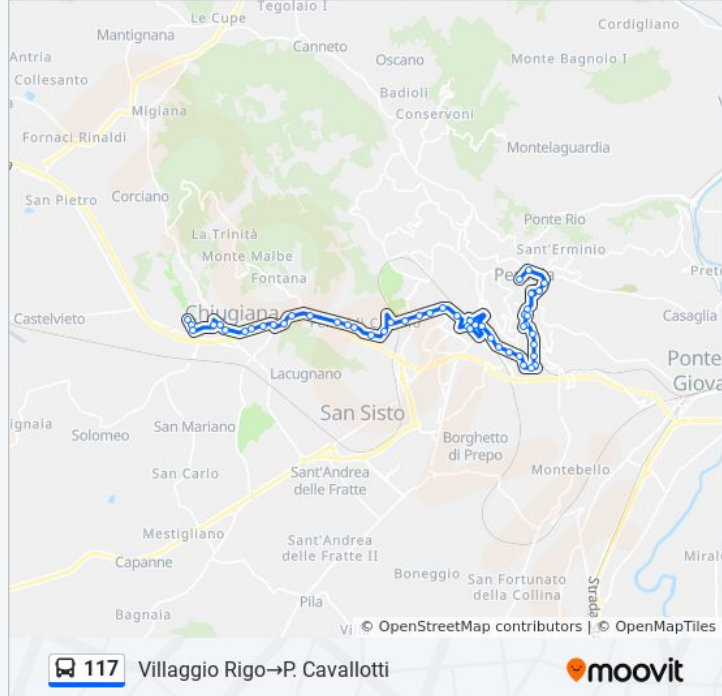 Tegolaio I
Le Cupe
Cordigliano
Mantignana
Canneto
Antria
Oscano
Monte Bagnolo I
Collesanto
Badioli
Migiana
Conservoni
Fornaci Rinaldi
Montelaguardia
San Pietro
Corciano
Ponte Rio
La Trinità
Sant'Erminio
Monte Malbe
Fontana
Castelvieto
Chiugiana
Casaglia
Lacugnano
Ponte
San Sisto
Solomeo
San Mariano
Borghetto
di Prepo
San Carlo
Sant'Andrea
delle Fratte
Montebello
Mestigliano
Capanne
Sant'Andrea
delle Fratte II
Boneggio
San Fortunato
della Collina
Pila
Bagnaia
Strada
© OpenStreetMap contributors | © OpenMapTiles
117 Villaggio Rigo→P. Cavallotti
moovit